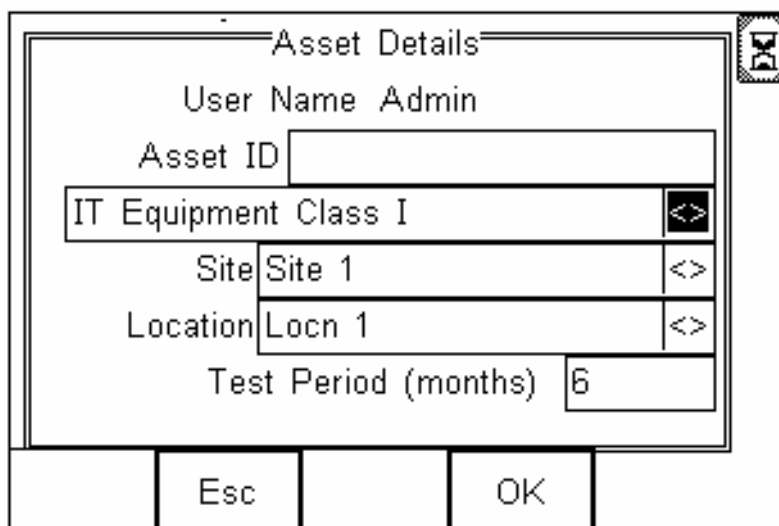 Asset Details
User Name Admin
Asset ID
IT Equipment Class I <>
Site Site 1 <>
Location Locn 1 <>
Test Period (months) 6
Esc OK